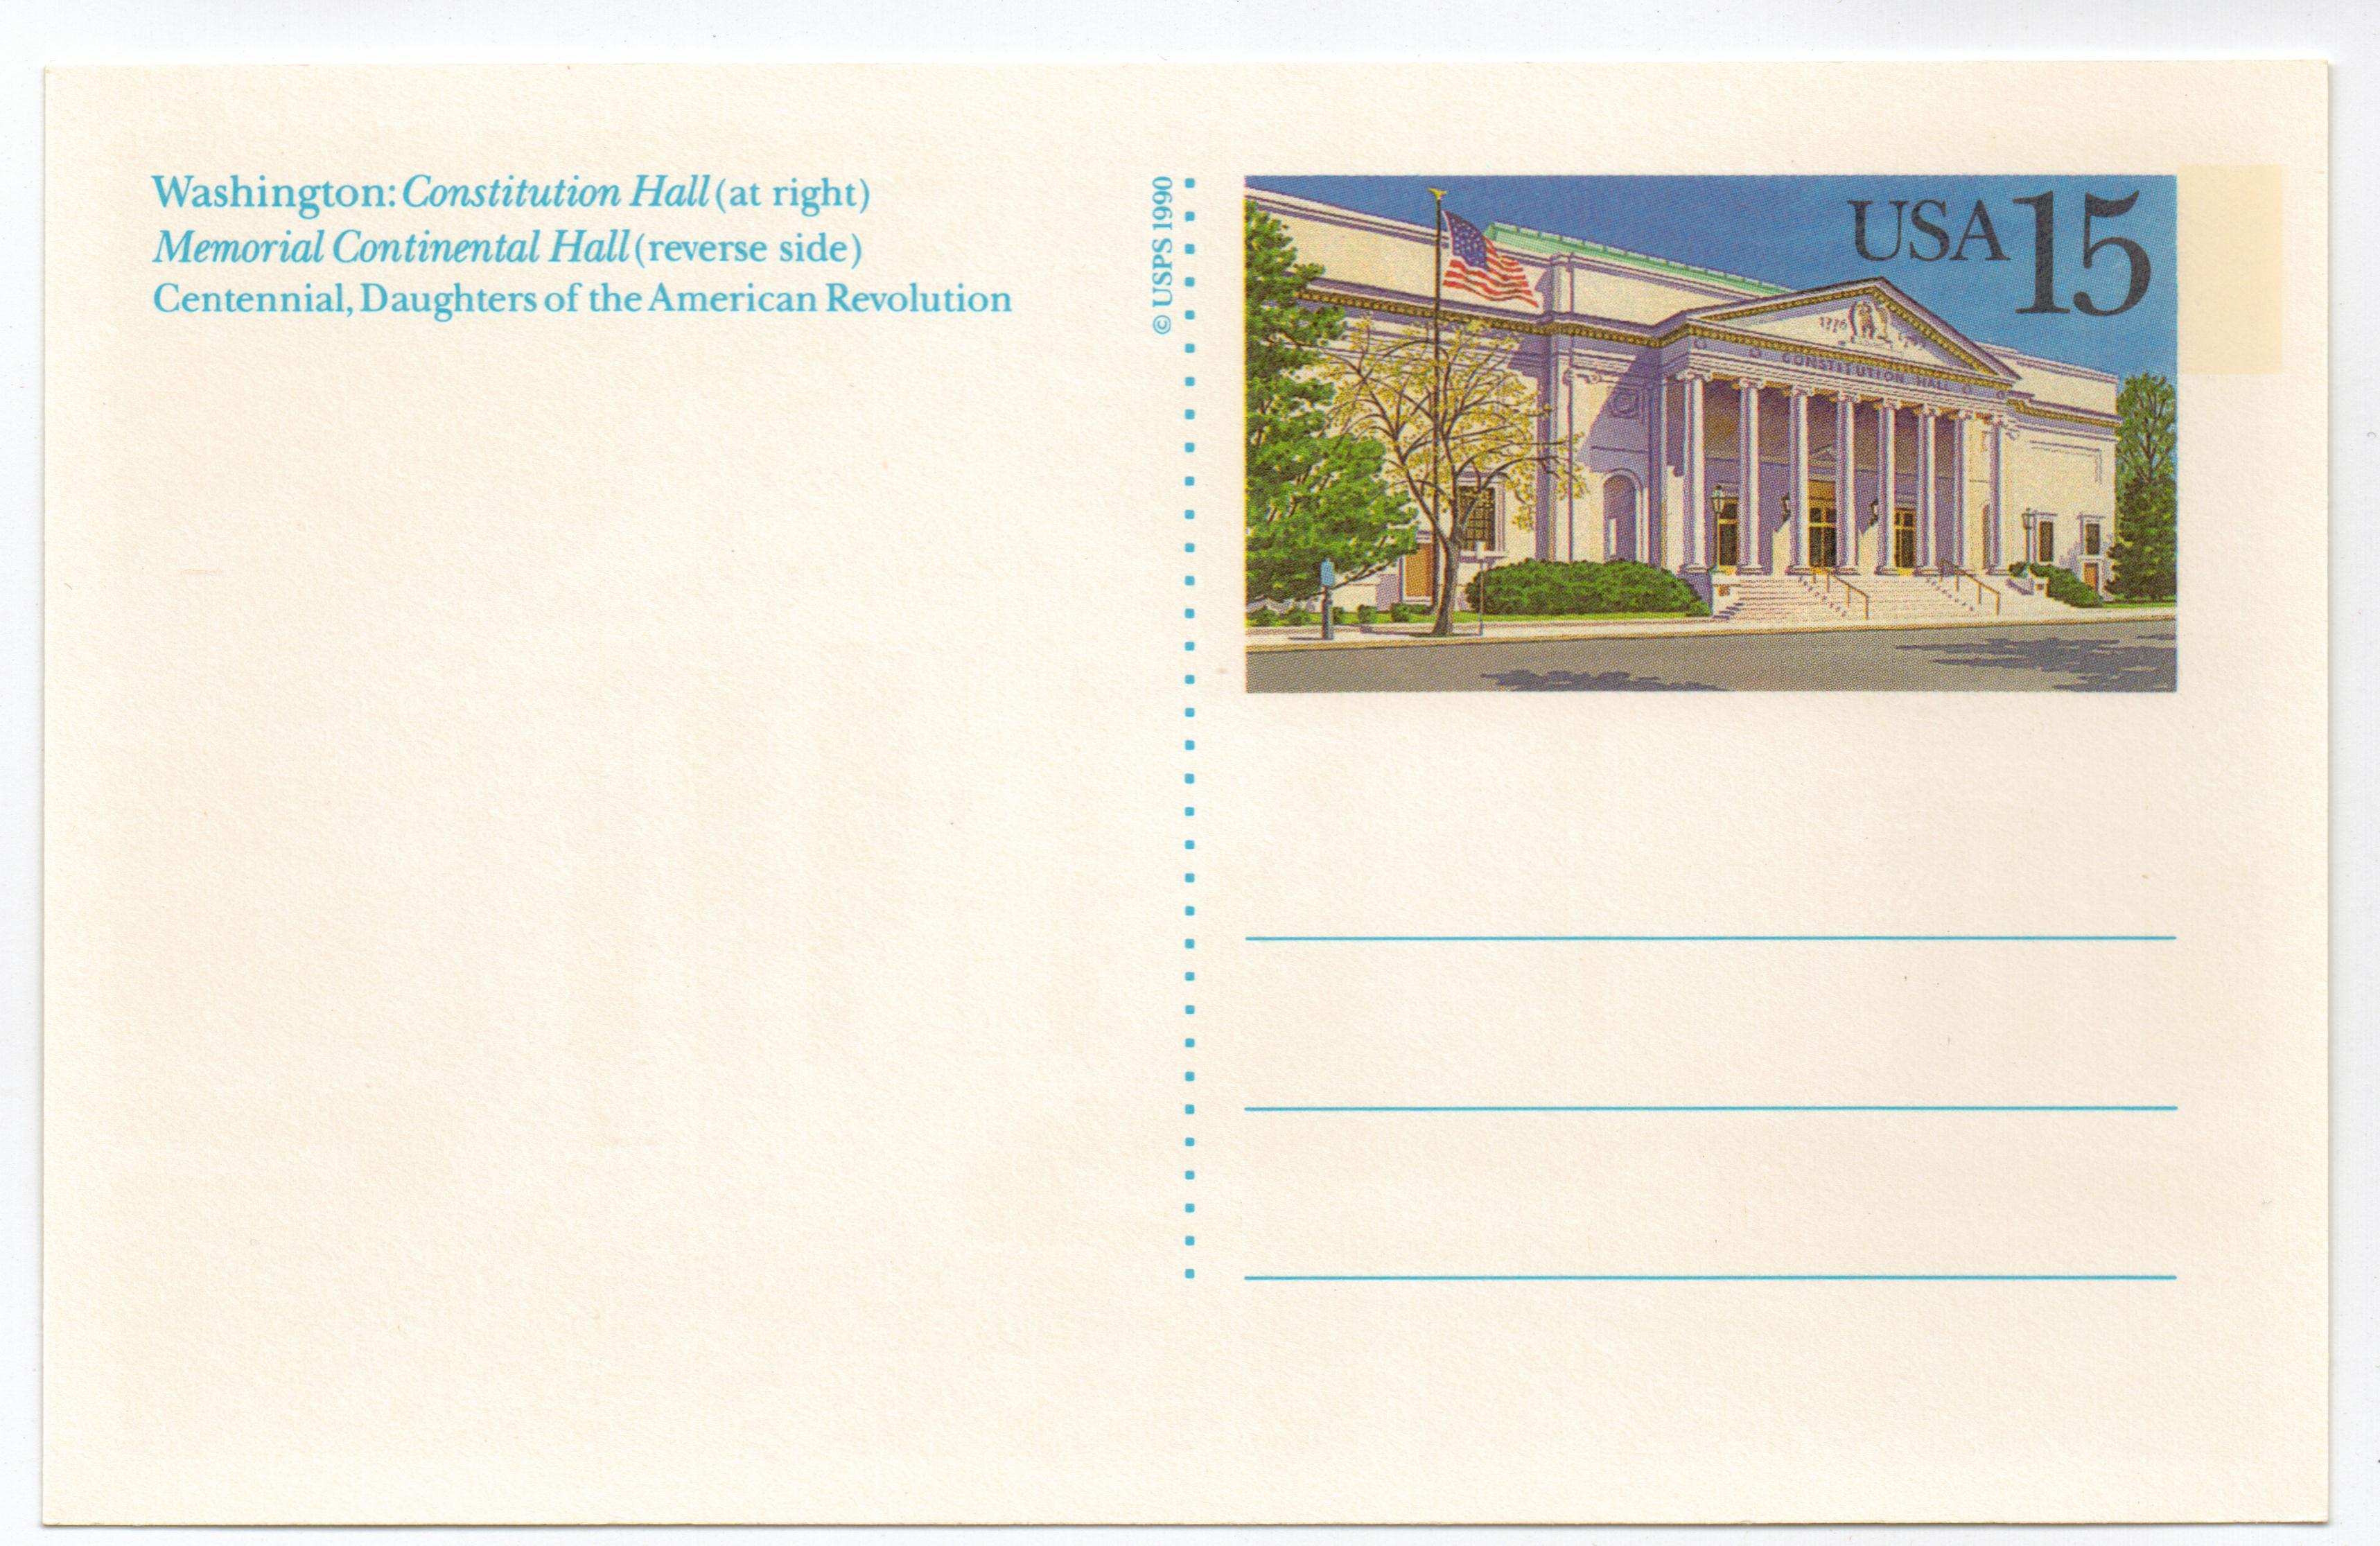 Washington: Constitution Hall (at right)
Memorial Continental Hall (reverse side)
Centennial, Daughters of the American Revolution
© USPS 1990
USA 15
1776
CONSTITUTION HALL